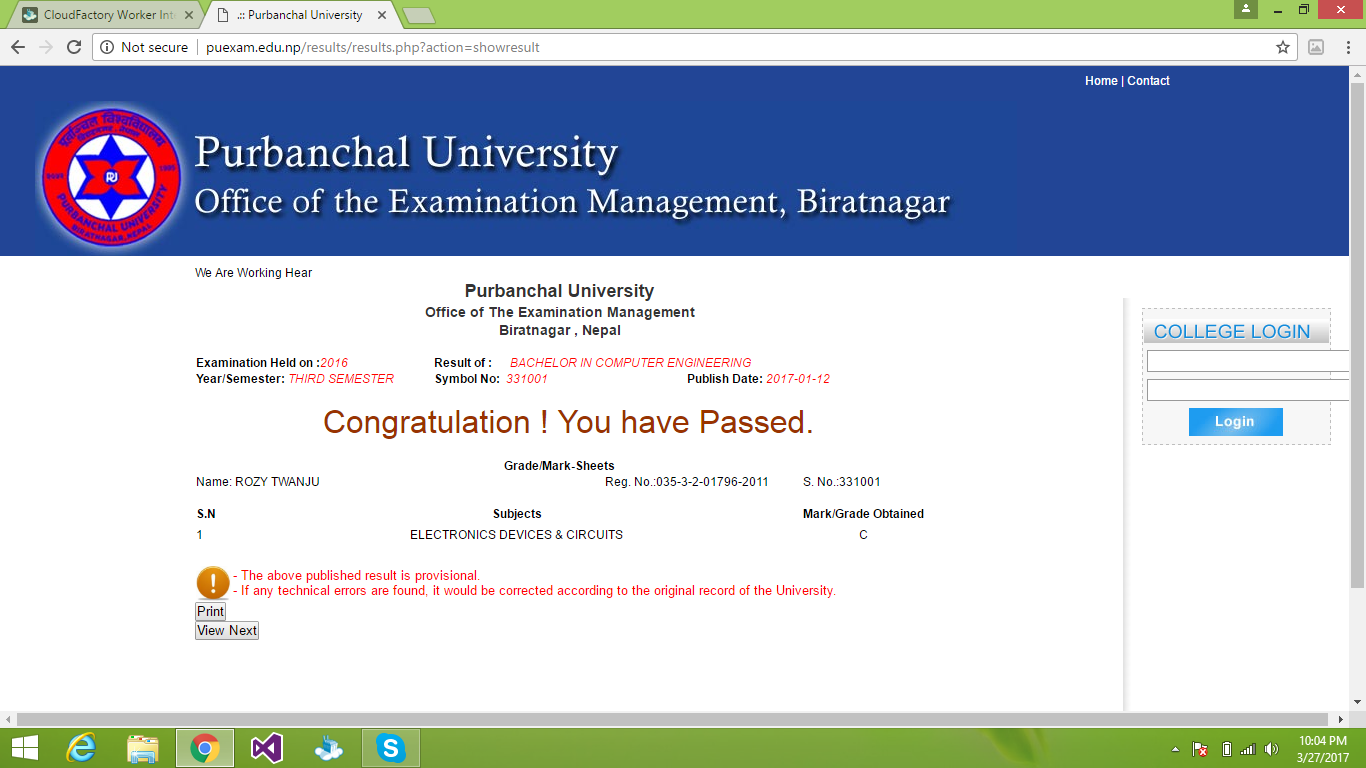 CloudFactory Worker Inte
.:: Purbanchal University
Not secure | puexam.edu.np/results/results.php?action=showresult
Home | Contact
Purbanchal University
Office of the Examination Management, Biratnagar
PURBANCHAL UNIVERSITY
BIRATNAGAR, NEPAL
We Are Working Hear
Purbanchal University
Office of The Examination Management
Biratnagar , Nepal
COLLEGE LOGIN
Login
Examination Held on :2016 Result of : BACHELOR IN COMPUTER ENGINEERING
Year/Semester: THIRD SEMESTER Symbol No: 331001 Publish Date: 2017-01-12
Congratulation ! You have Passed.
Grade/Mark-Sheets
Name: ROZY TWANJU Reg. No.:035-3-2-01796-2011 S. No.:331001
S.N Subjects Mark/Grade Obtained
1 ELECTRONICS DEVICES & CIRCUITS C
- The above published result is provisional.
- If any technical errors are found, it would be corrected according to the original record of the University.
Print
View Next
10:04 PM
3/27/2017